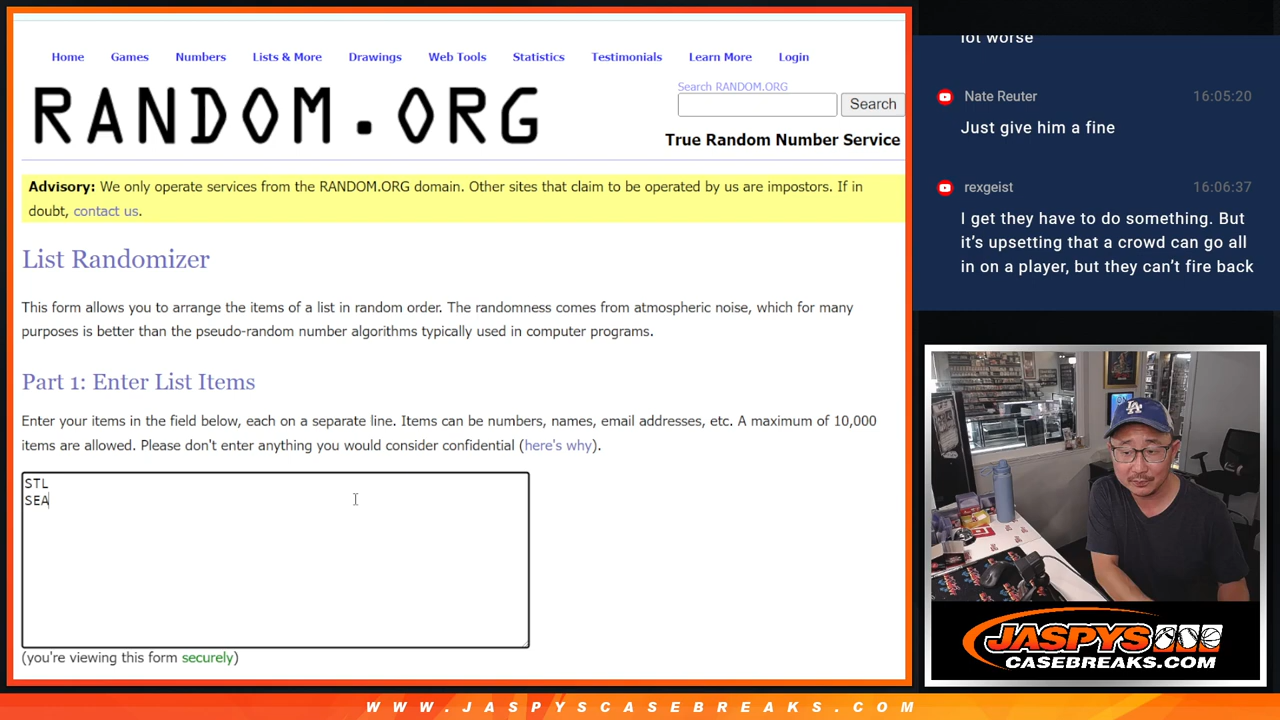 Home Games Numbers Lists & More Drawings Web Tools Statistics Testimonials Learn More Login
RANDOM.ORG
Search RANDOM.ORG
Search
True Random Number Service
Advisory: We only operate services from the RANDOM.ORG domain. Other sites that claim to be operated by us are impostors. If in
doubt, contact us.
List Randomizer
This form allows you to arrange the items of a list in random order. The randomness comes from atmospheric noise, which for many
purposes is better than the pseudo-random number algorithms typically used in computer programs.
Part 1: Enter List Items
Enter your items in the field below, each on a separate line. Items can be numbers, names, email addresses, etc. A maximum of 10,000
items are allowed. Please don't enter anything you would consider confidential (here's why).
STL
SEA
(you're viewing this form securely)
lot worse
Nate Reuter 16:05:20
Just give him a fine
rexgeist 16:06:37
I get they have to do something. But
it's upsetting that a crowd can go all
in on a player, but they can't fire back
LA
JASPYS
CASEBREAKS.COM
WWW.JASPYSCASEBREAKS.COM